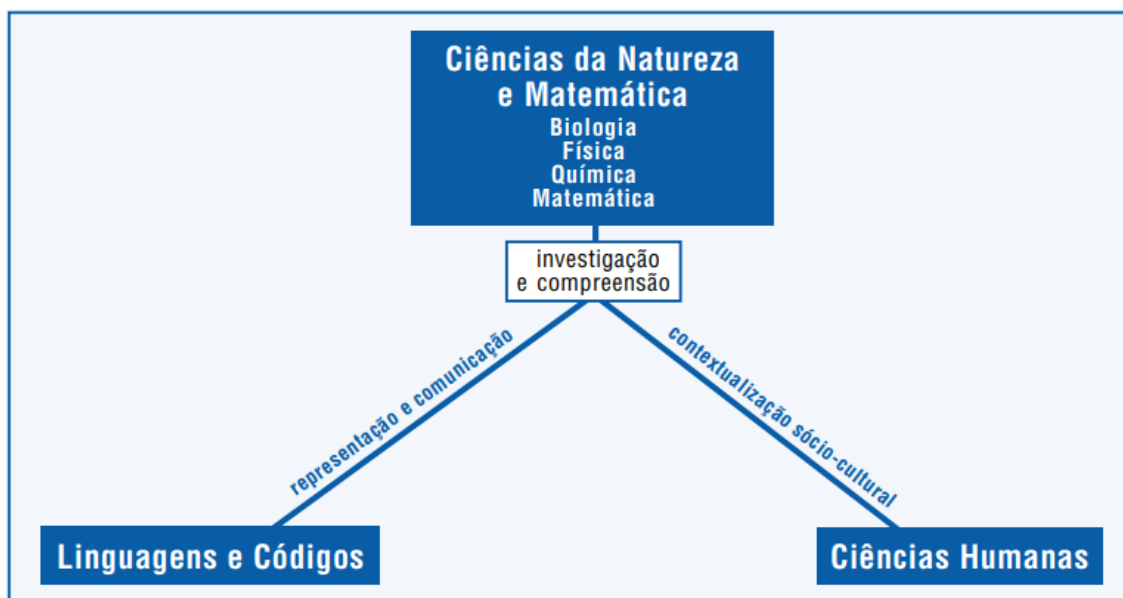 Ciências da Natureza
e Matemática
Biologia
Física
Química
Matemática
investigação
e compreensão
representação e comunicação
contextualização sócio-cultural
Linguagens e Códigos
Ciências Humanas